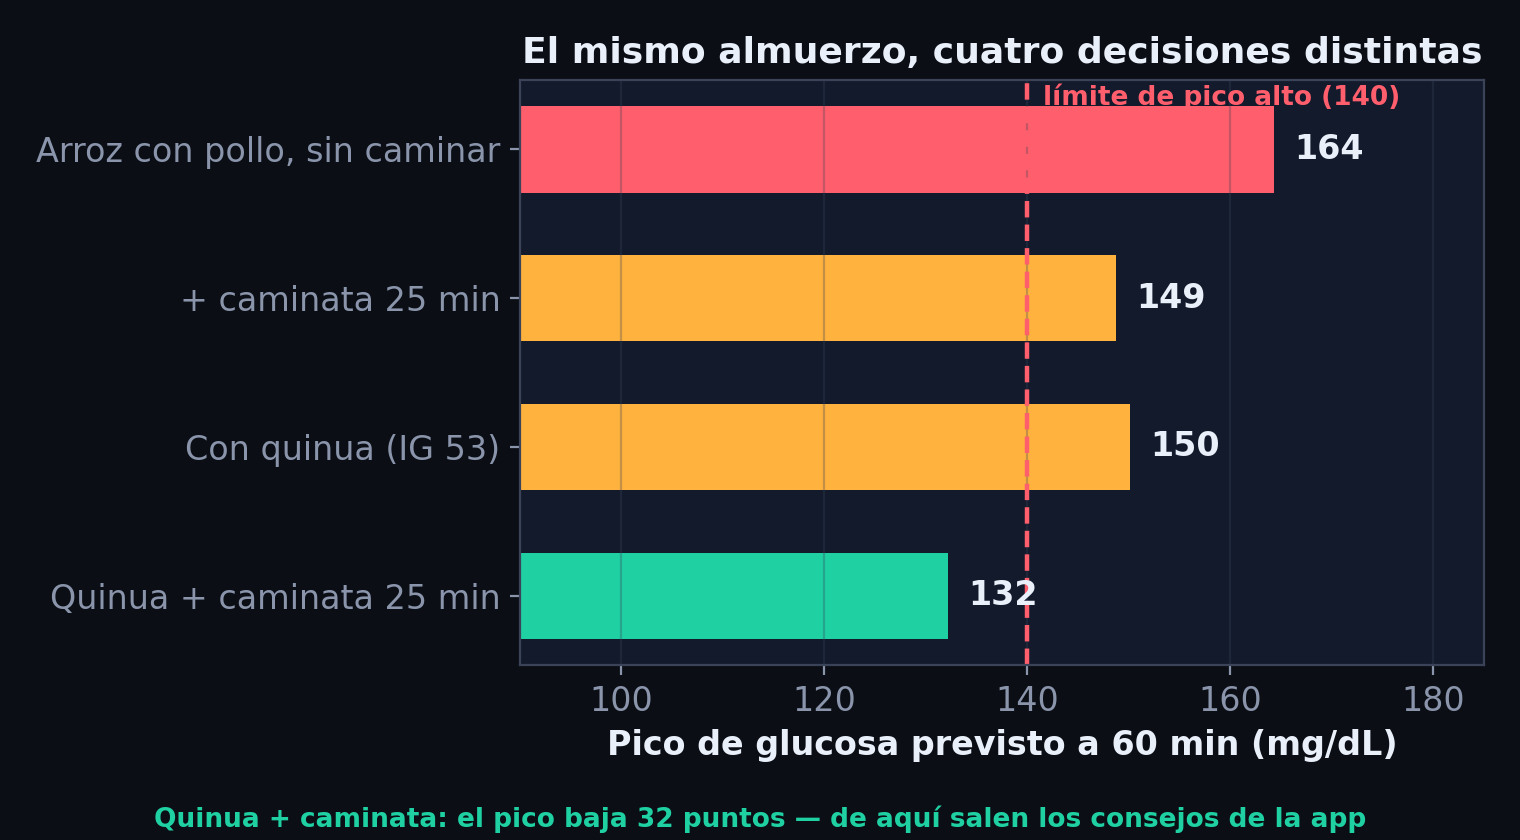 El mismo almuerzo, cuatro decisiones distintas
límite de pico alto (140)
Arroz con pollo, sin caminar
164
+ caminata 25 min
149
Con quinua (IG 53)
150
Quinua + caminata 25 min
132
100 120 140 160 180
Pico de glucosa previsto a 60 min (mg/dL)
Quinua + caminata: el pico baja 32 puntos — de aquí salen los consejos de la app